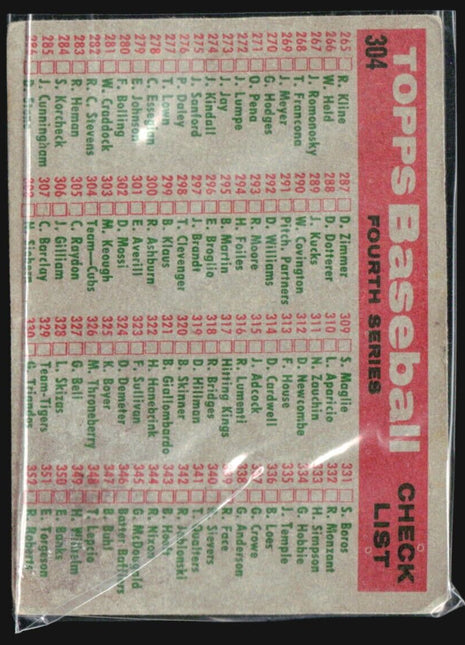 304
TOPPS Baseball
FOURTH SERIES
CHECK LIST
265 R. Kline
266 W. Held
267 J. Romonosky
268 T. Francona
269 J. Meyer
270 G. Hodges
271 O. Pena
272 J. Lumpe
273 J. Jay
274 J. Kindall
275 J. Sanford
276 P. Daley
277 T. Lown
278 C. Essegian
279 E. Johnson
280 F. Bolling
281 W. Craddock
282 R. C. Stevens
283 R. Heman
284 S. Korcheck
285 J. Cunningham
286
287 D. Zimmer
288 D. Dotterer
289 J. Kucks
290 W. Covington
291 Pitch. Partners
292 D. Williams
293 R. Moore
294 H. Foiles
295 B. Martin
296 E. Broglio
297 J. Brandt
298 T. Clevenger
299 B. Klaus
300 R. Ashburn
301 E. Averill
302 D. Mossi
303 M. Keough
304 Team—Cubs
305 C. Raydon
306 J. Gilliam
307 C. Barclay
309 S. Maglie
310 L. Aparicio
311 N. Zauchin
312 D. Newcombe
313 F. House
314 D. Cardwell
315 J. Adcock
316 R. Lumenti
317 Hitting Kings
318 R. Bridges
319 D. Hillman
320 B. Skinner
321 B. Giallombardo
322 H. Hanebrink
323 F. Sullivan
324 D. Demeter
325 K. Boyer
326 M. Throneberry
327 G. Bell
328 L. Skizas
329 Team-Tigers
330 G. Triandos
331 S. Boros
332 R. Monzant
333 H. Simpson
334 G. Hobbie
335 J. Temple
336 B. Loes
337 G. Crowe
338 G. Anderson
339 R. Face
340 R. Sievers
341 T. Qualters
342 R. Jablonski
343 B. Hoeft
344 R. Nixon
345 G. McDougald
346 Batter Bafflers
347 B. Buhl
348 T. Lepcio
349 H. Wilhelm
350 E. Banks
351 E. Torgeson
352 R. Roberts